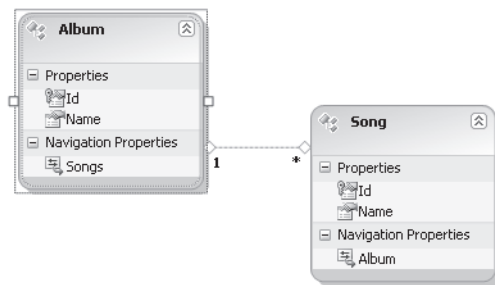 Album
Properties
Id
Name
Navigation Properties
Songs
1
*
Song
Properties
Id
Name
Navigation Properties
Album